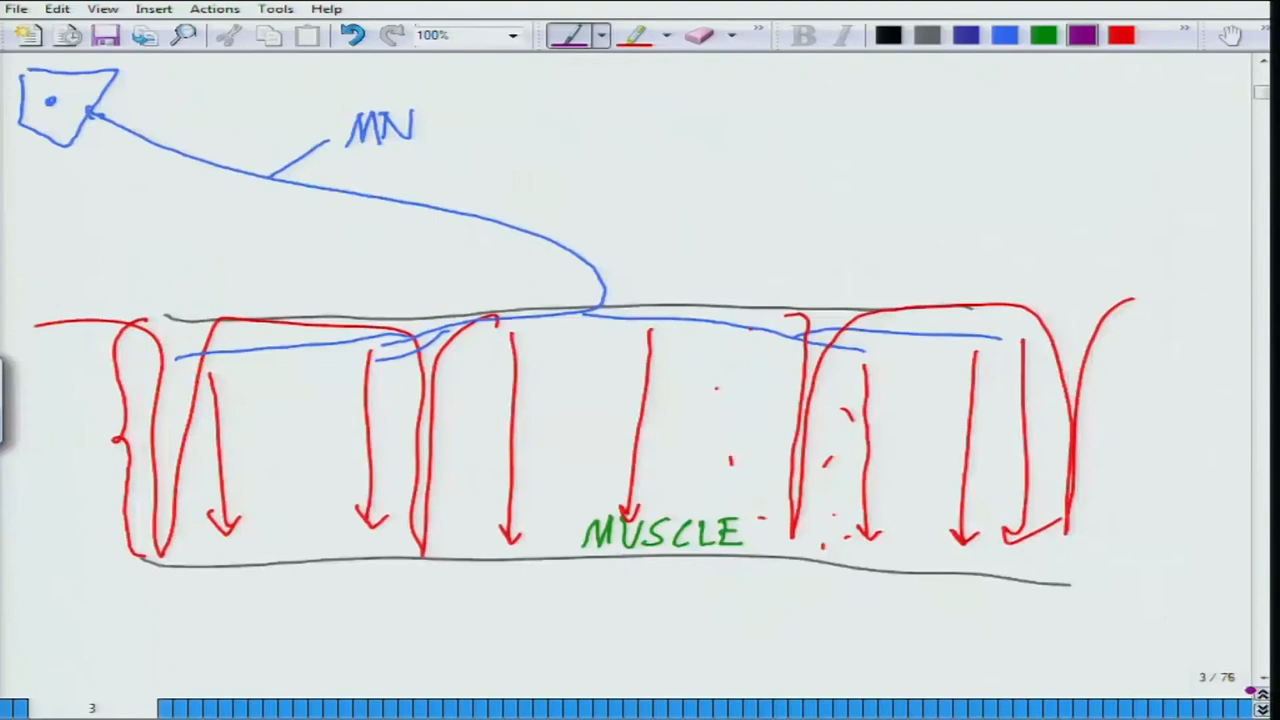 File Edit View Insert Actions Tools Help
100%
B I
MN
MUSCLE
3 / 76
3